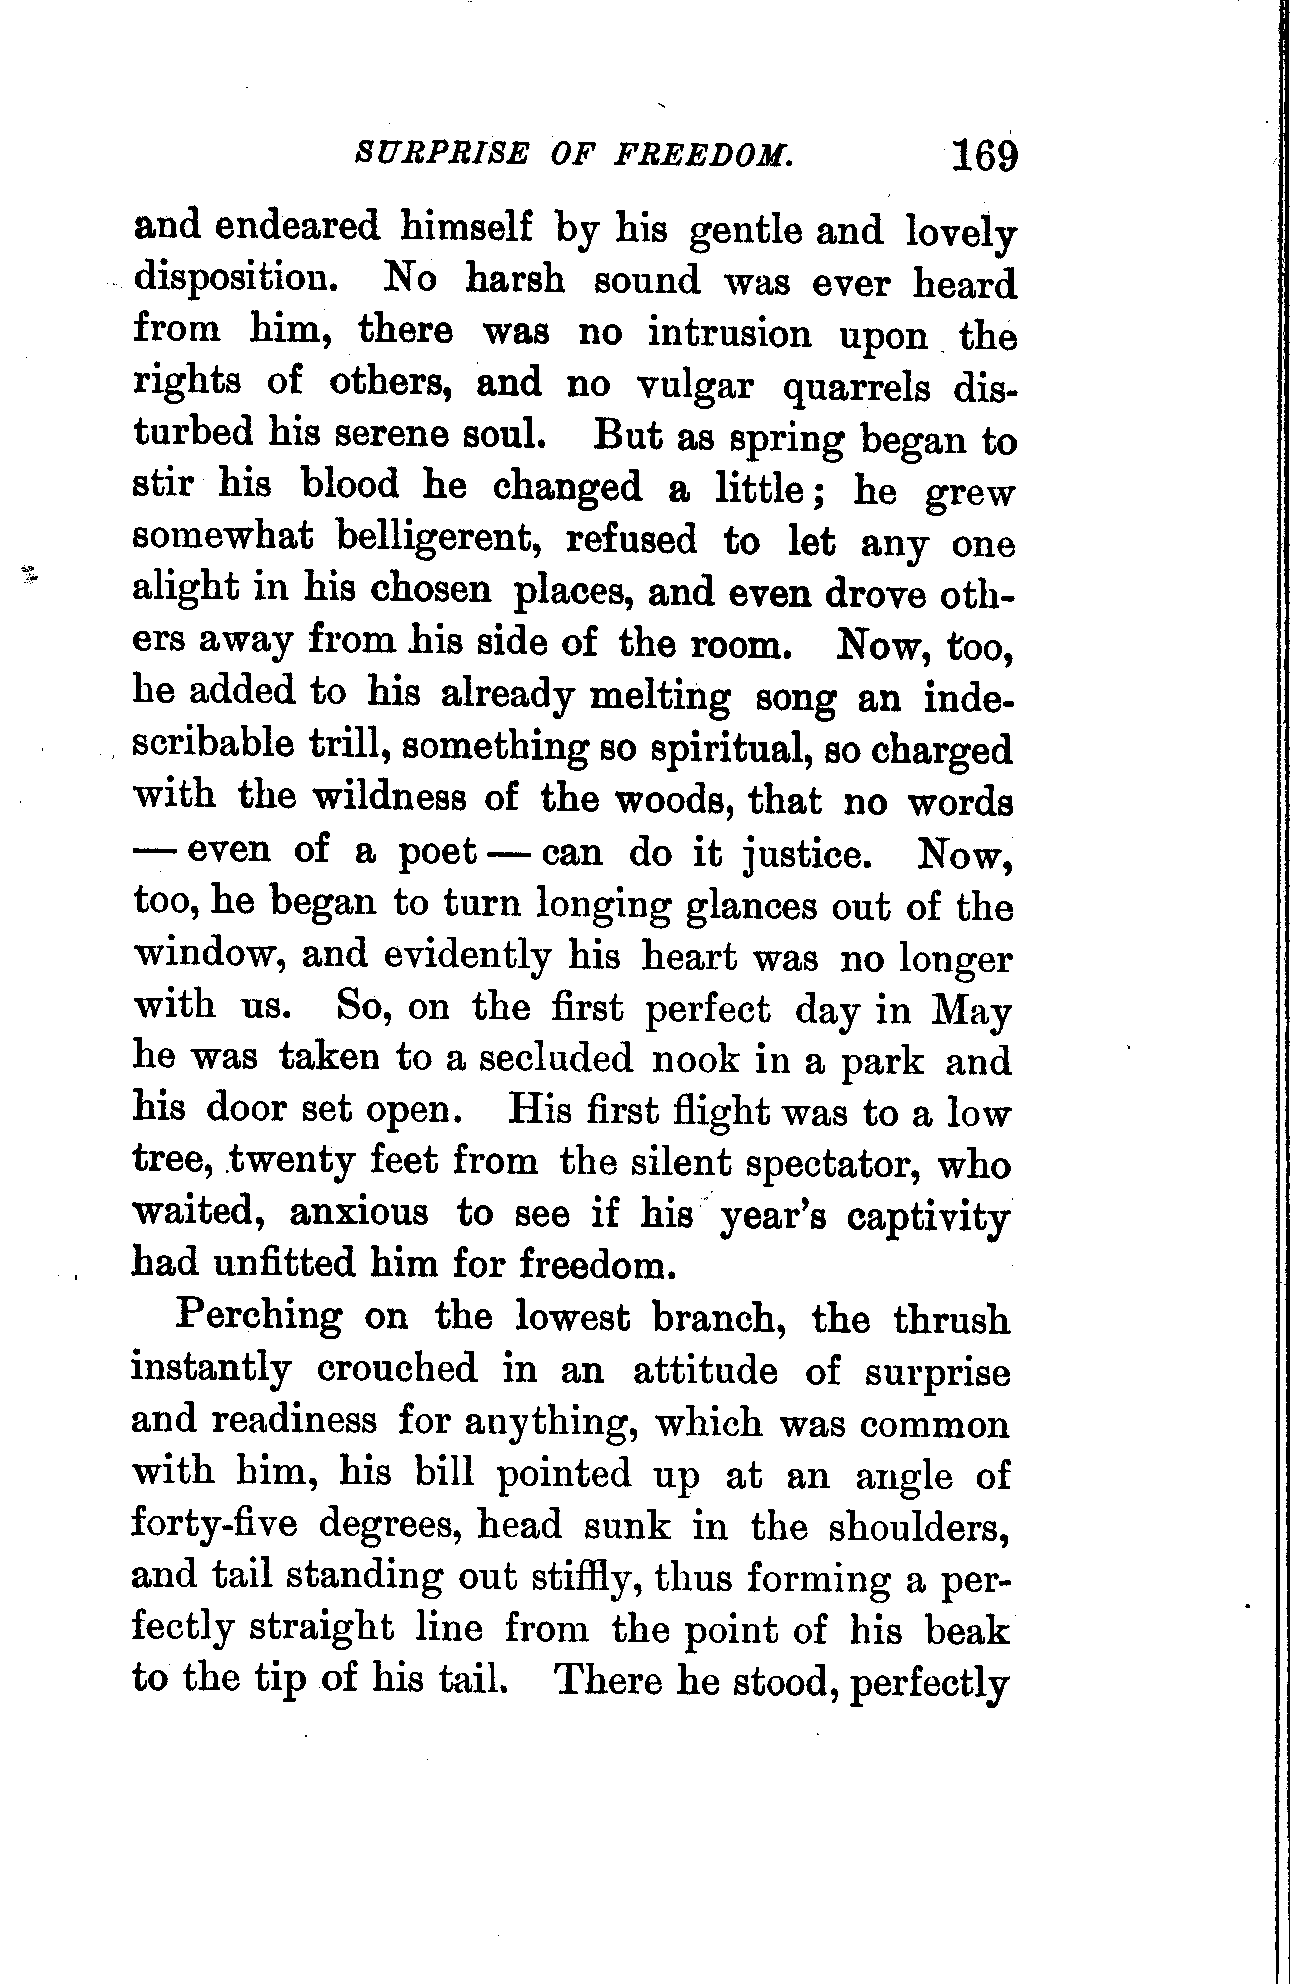 SURPRISE OF FREEDOM. 169
and endeared himself by his gentle and lovely
disposition. No harsh sound was ever heard
from him, there was no intrusion upon the
rights of others, and no vulgar quarrels dis-
turbed his serene soul. But as spring began to
stir his blood he changed a little; he grew
somewhat belligerent, refused to let any one
alight in his chosen places, and even drove oth-
ers away from his side of the room. Now, too,
he added to his already melting song an inde-
scribable trill, something so spiritual, so charged
with the wildness of the woods, that no words
— even of a poet — can do it justice. Now,
too, he began to turn longing glances out of the
window, and evidently his heart was no longer
with us. So, on the first perfect day in May
he was taken to a secluded nook in a park and
his door set open. His first flight was to a low
tree, twenty feet from the silent spectator, who
waited, anxious to see if his year's captivity
had unfitted him for freedom.
Perching on the lowest branch, the thrush
instantly crouched in an attitude of surprise
and readiness for anything, which was common
with him, his bill pointed up at an angle of
forty-five degrees, head sunk in the shoulders,
and tail standing out stiffly, thus forming a per-
fectly straight line from the point of his beak
to the tip of his tail. There he stood, perfectly